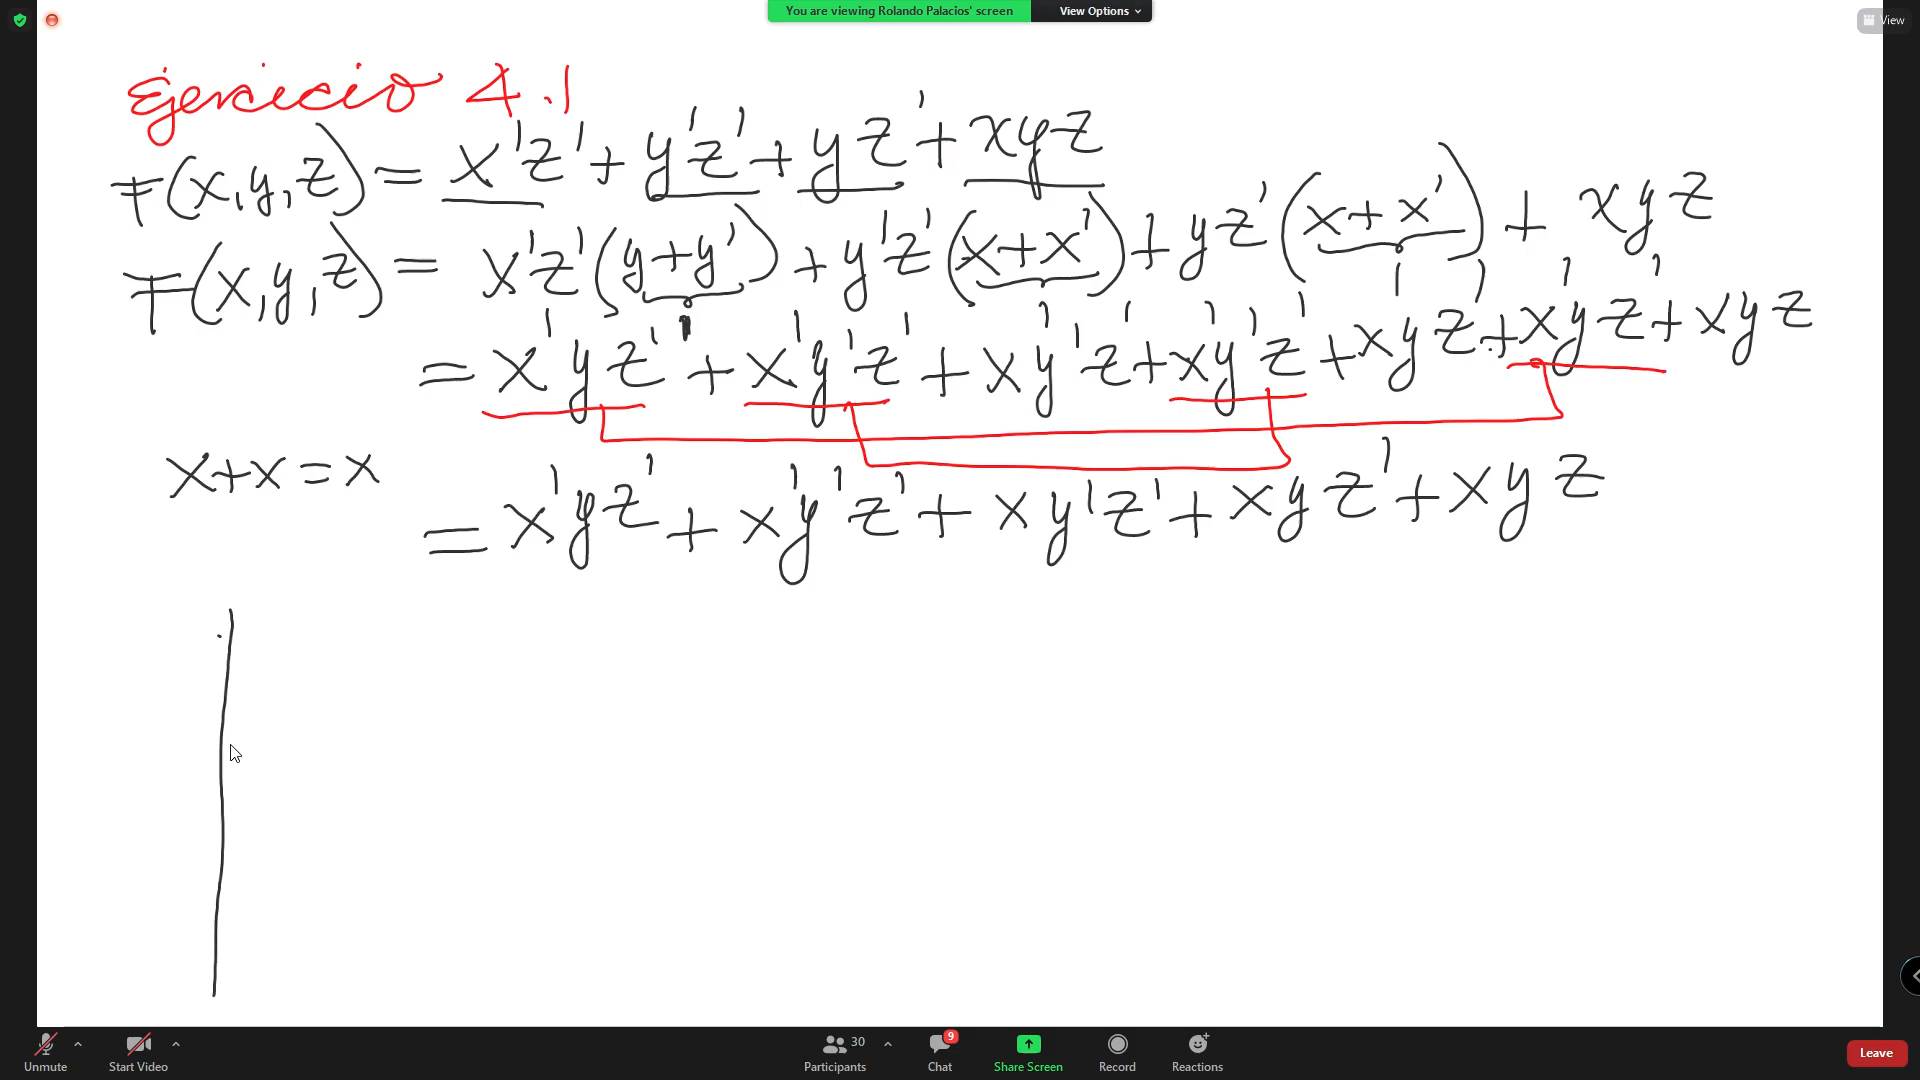 You are viewing Rolando Palacios' screen
View Options
View
Ejercicio 4.1
F(x,y,z) = x'z' + y'z' + yz' + xyz
F(x,y,z) = x'z'(y+y') + y'z'(x+x') + yz'(x+x') + xyz
= x'yz' + x'y'z' + xy'z' + x'y'z' + xyz' + x'yz' + xyz
x+x=x
= x'yz' + x'y'z' + xy'z' + xyz' + xyz
Unmute
Start Video
30
Participants
9
Chat
Share Screen
Record
Reactions
Leave